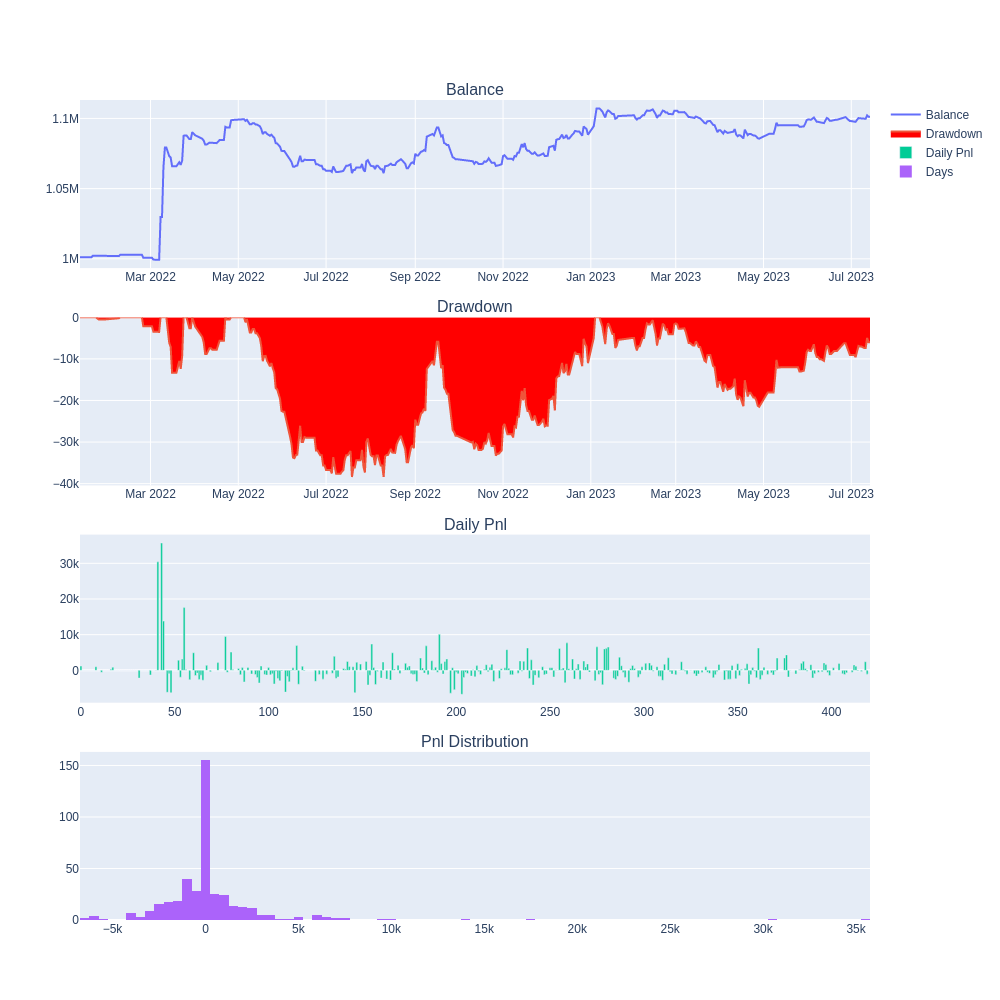 Balance
1.1M
1.05M
1M
Mar 2022 May 2022 Jul 2022 Sep 2022 Nov 2022 Jan 2023 Mar 2023 May 2023 Jul 2023
Balance
Drawdown
Daily Pnl
Days
Drawdown
0
−10k
−20k
−30k
−40k
Mar 2022 May 2022 Jul 2022 Sep 2022 Nov 2022 Jan 2023 Mar 2023 May 2023 Jul 2023
Daily Pnl
30k
20k
10k
0
0 50 100 150 200 250 300 350 400
Pnl Distribution
150
100
50
0
−5k 0 5k 10k 15k 20k 25k 30k 35k